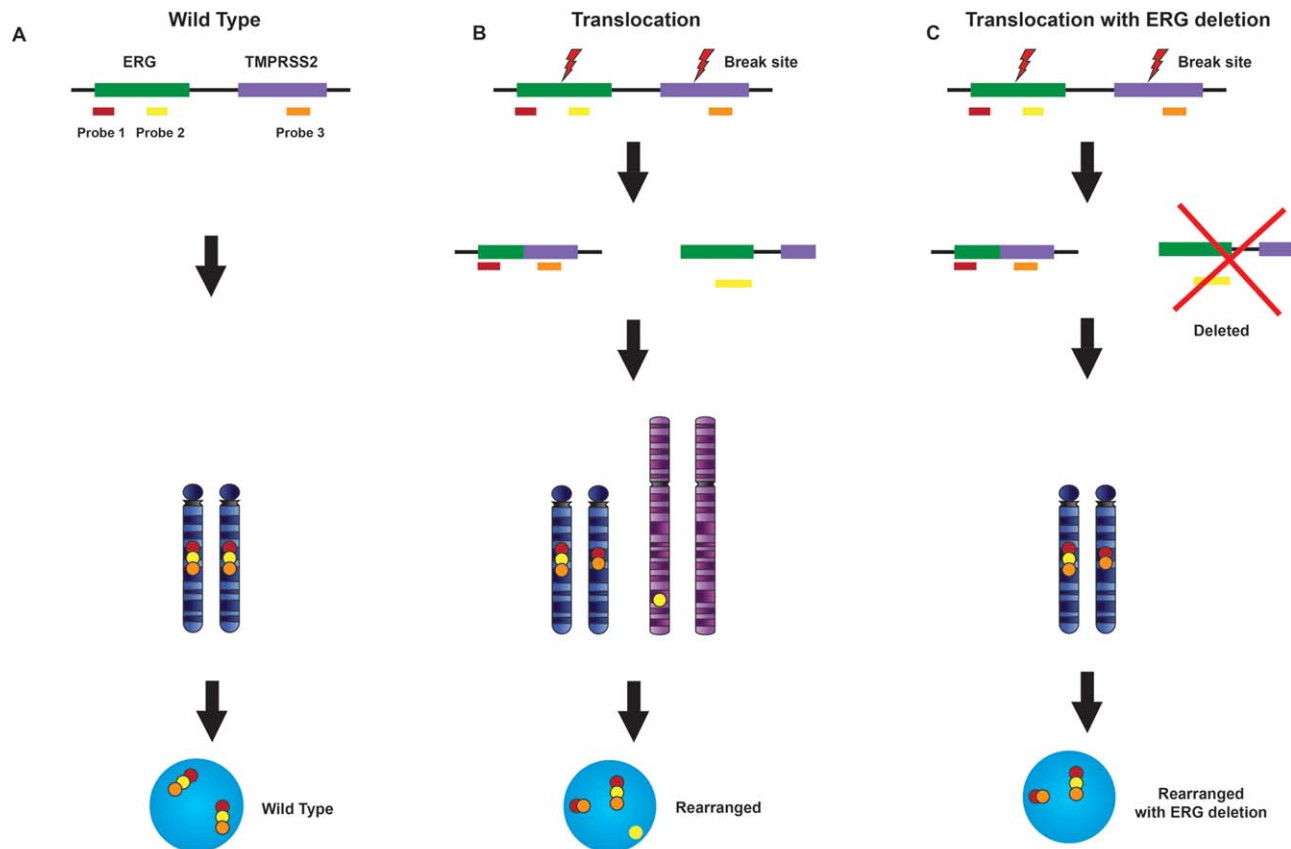 A
Wild Type
ERG
TMPRSS2
Probe 1
Probe 2
Probe 3
Wild Type
B
Translocation
Break site
Rearranged
C
Translocation with ERG deletion
Break site
Deleted
Rearranged
with ERG deletion